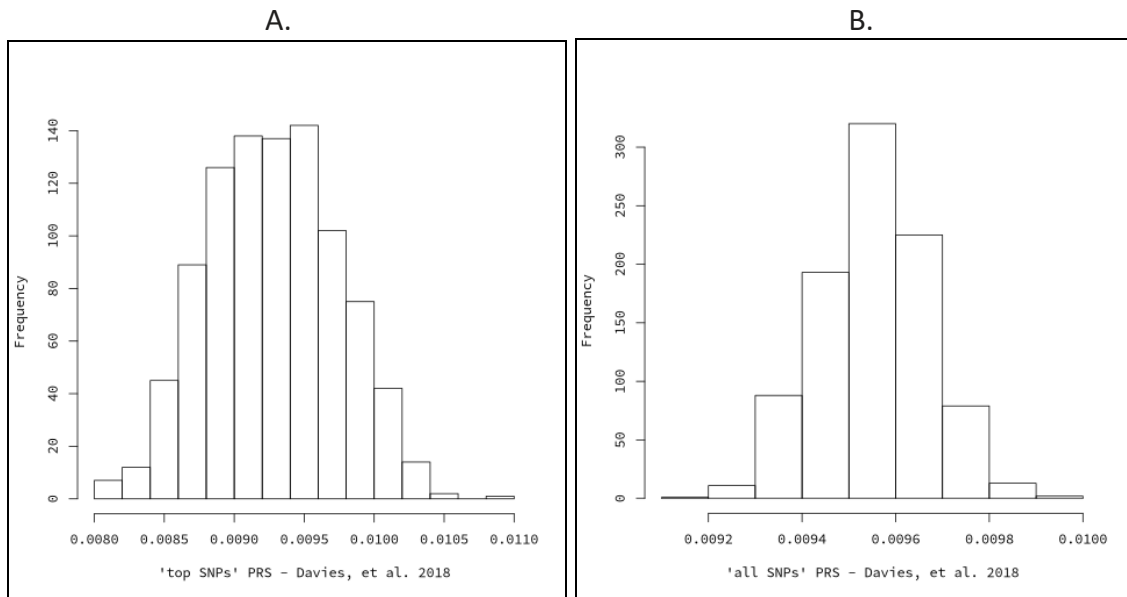 A.
140
120
100
80
60
40
20
0
Frequency
0.0080 0.0085 0.0090 0.0095 0.0100 0.0105 0.0110
'top SNPs' PRS – Davies, et al. 2018
B.
300
250
200
150
100
50
0
Frequency
0.0092 0.0094 0.0096 0.0098 0.0100
'all SNPs' PRS – Davies, et al. 2018